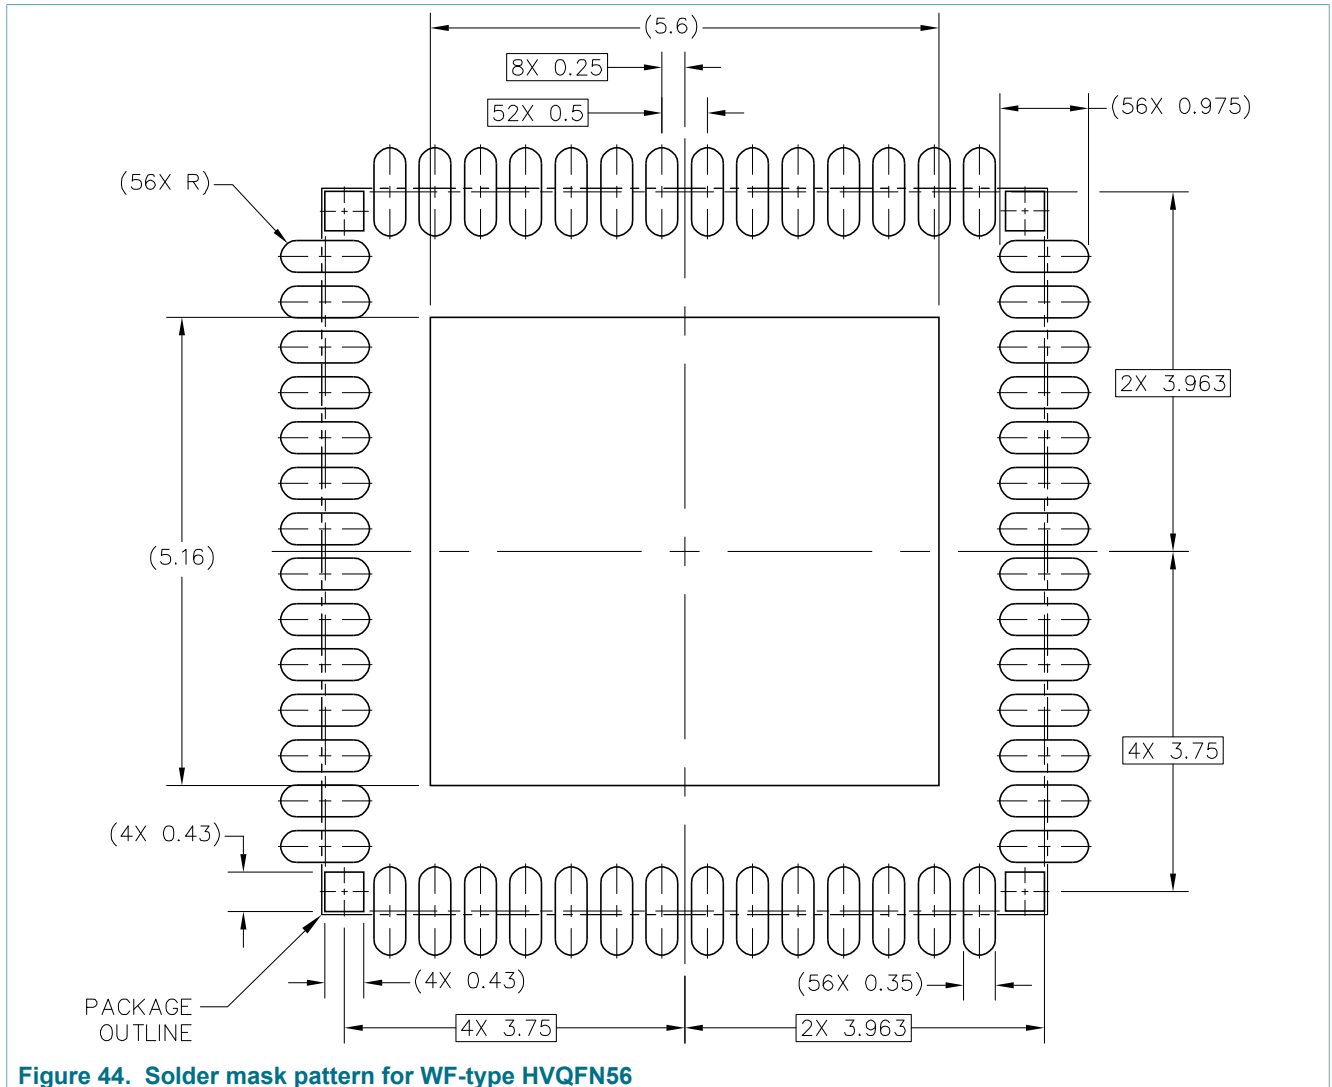 (5.6)
8X 0.25
52X 0.5
(56X 0.975)
(56X R)
2X 3.963
(5.16)
4X 3.75
(4X 0.43)
(4X 0.43)
(56X 0.35)
PACKAGE
OUTLINE
4X 3.75
2X 3.963
Figure 44. Solder mask pattern for WF-type HVQFN56